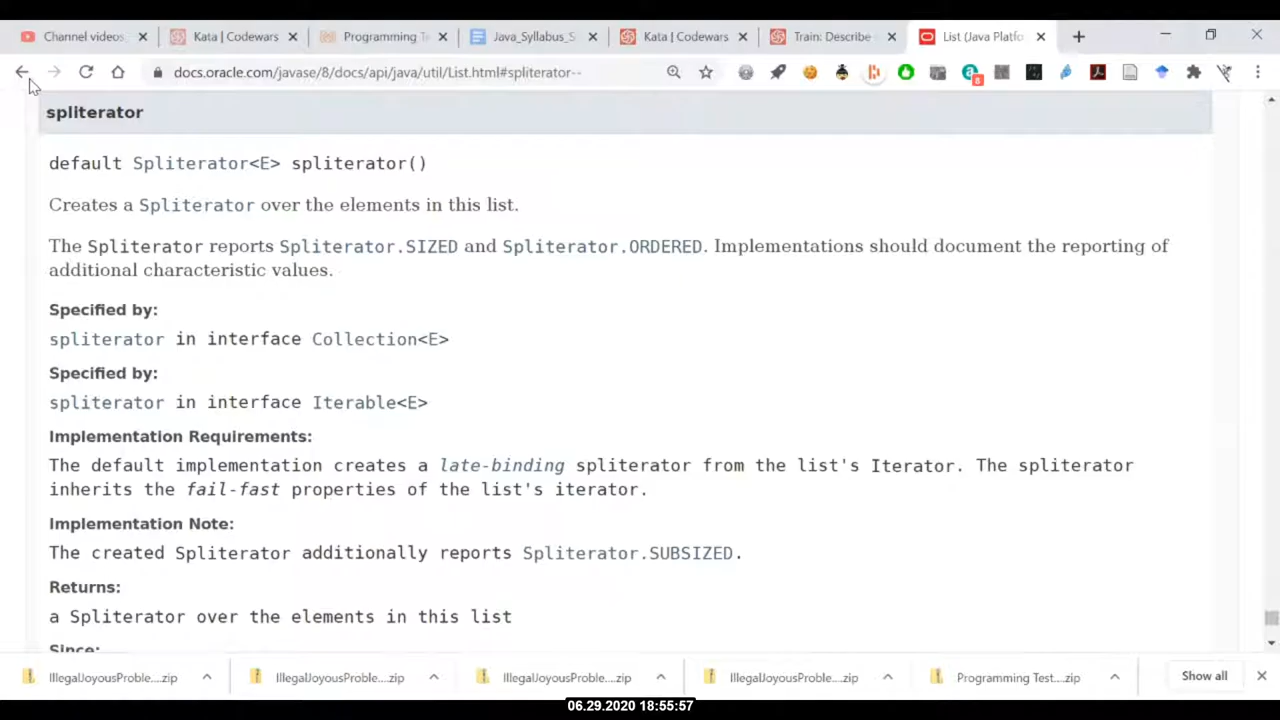 Channel videos
Kata | Codewars
Programming Te
Java_Syllabus_S
Kata | Codewars
Train: Describe
List (Java Platfo
docs.oracle.com/javase/8/docs/api/java/util/List.html#spliterator--
8
spliterator
default Spliterator<E> spliterator()
Creates a Spliterator over the elements in this list.
The Spliterator reports Spliterator.SIZED and Spliterator.ORDERED. Implementations should document the reporting of
additional characteristic values.
Specified by:
spliterator in interface Collection<E>
Specified by:
spliterator in interface Iterable<E>
Implementation Requirements:
The default implementation creates a late-binding spliterator from the list's Iterator. The spliterator
inherits the fail-fast properties of the list's iterator.
Implementation Note:
The created Spliterator additionally reports Spliterator.SUBSIZED.
Returns:
a Spliterator over the elements in this list
Since:
IllegalJoyousProble....zip
IllegalJoyousProble....zip
IllegalJoyousProble....zip
IllegalJoyousProble....zip
Programming Test....zip
Show all
06.29.2020 18:55:57